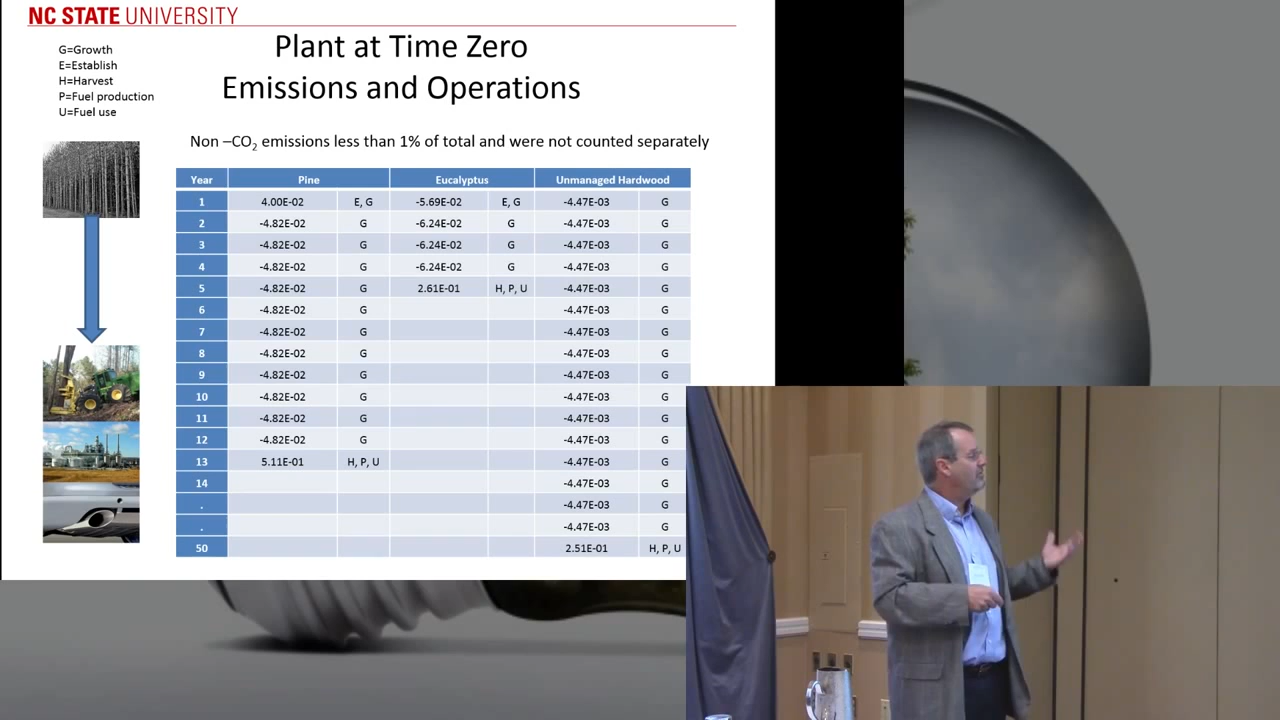 NC STATE UNIVERSITY
G=Growth
E=Establish
H=Harvest
P=Fuel production
U=Fuel use
Plant at Time Zero
Emissions and Operations
Non –CO2 emissions less than 1% of total and were not counted separately
Year Pine Eucalyptus Unmanaged Hardwood
1 4.00E-02 E, G -5.69E-02 E, G -4.47E-03 G
2 -4.82E-02 G -6.24E-02 G -4.47E-03 G
3 -4.82E-02 G -6.24E-02 G -4.47E-03 G
4 -4.82E-02 G -6.24E-02 G -4.47E-03 G
5 -4.82E-02 G 2.61E-01 H, P, U -4.47E-03 G
6 -4.82E-02 G -4.47E-03 G
7 -4.82E-02 G -4.47E-03 G
8 -4.82E-02 G -4.47E-03 G
9 -4.82E-02 G -4.47E-03 G
10 -4.82E-02 G -4.47E-03 G
11 -4.82E-02 G -4.47E-03 G
12 -4.82E-02 G -4.47E-03 G
13 5.11E-01 H, P, U -4.47E-03 G
14 -4.47E-03 G
. -4.47E-03 G
. -4.47E-03 G
50 2.51E-01 H, P, U